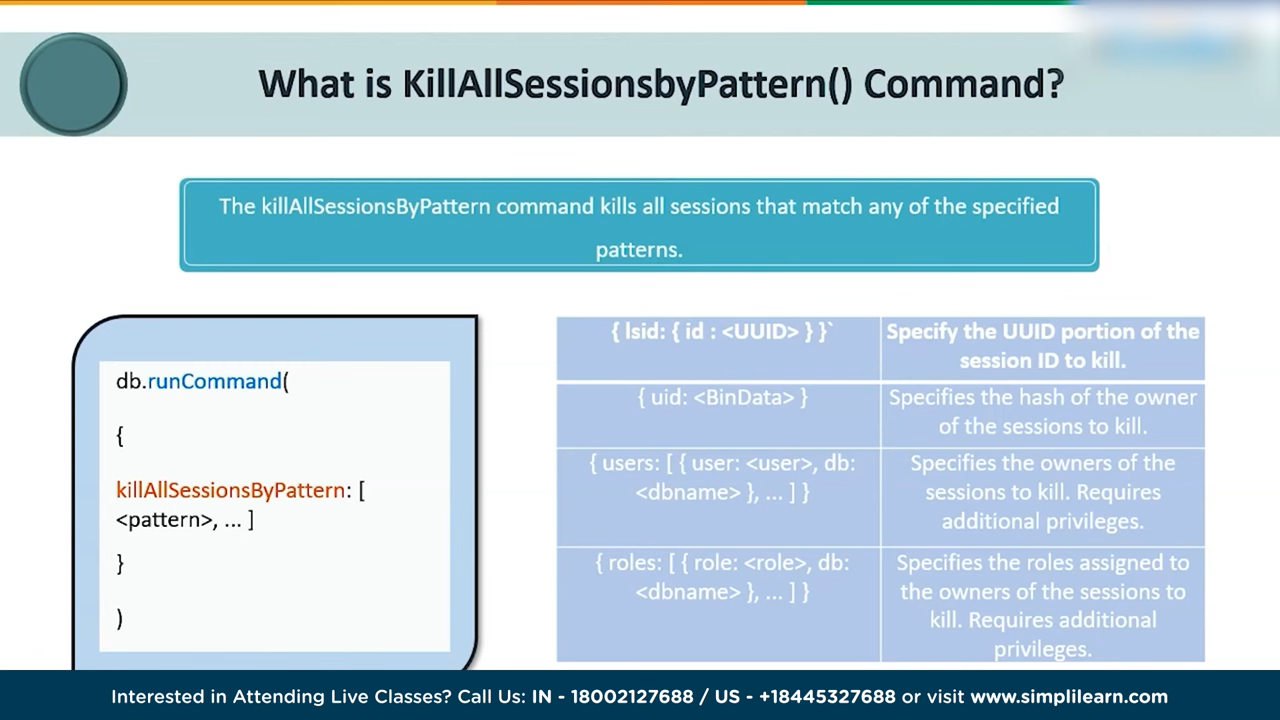 What is KillAllSessionsbyPattern() Command?
The killAllSessionsByPattern command kills all sessions that match any of the specified
patterns.
db.runCommand(
{
killAllSessionsByPattern: [
<pattern>, ... ]
}
)
{ lsid: { id : <UUID> } }`
Specify the UUID portion of the
session ID to kill.
{ uid: <BinData> }
Specifies the hash of the owner
of the sessions to kill.
{ users: [ { user: <user>, db:
<dbname> }, ... ] }
Specifies the owners of the
sessions to kill. Requires
additional privileges.
{ roles: [ { role: <role>, db:
<dbname> }, ... ] }
Specifies the roles assigned to
the owners of the sessions to
kill. Requires additional
privileges.
Interested in Attending Live Classes? Call Us: IN - 18002127688 / US - +18445327688 or visit www.simplilearn.com